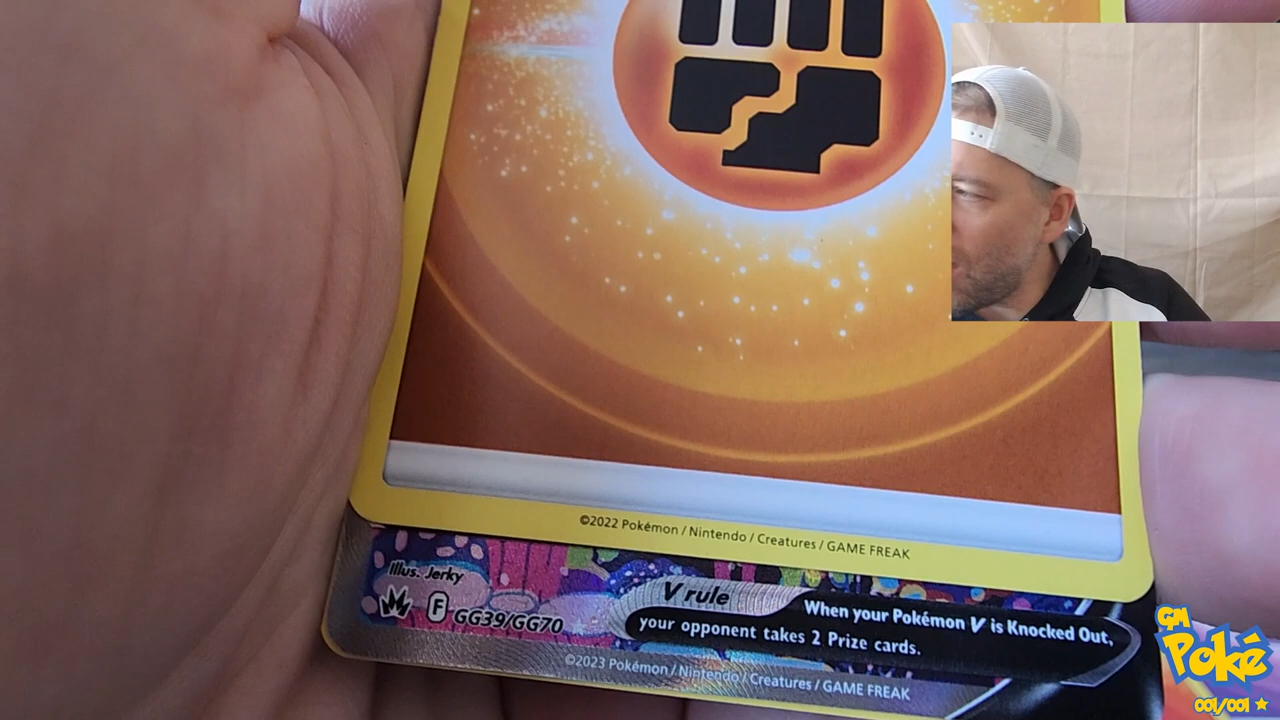 ©2022 Pokémon / Nintendo / Creatures / GAME FREAK
Illus. Jerky
F GG39/GG70
V rule
When your Pokémon V is Knocked Out,
your opponent takes 2 Prize cards.
©2023 Pokémon / Nintendo / Creatures / GAME FREAK
GM
Poké
001/001